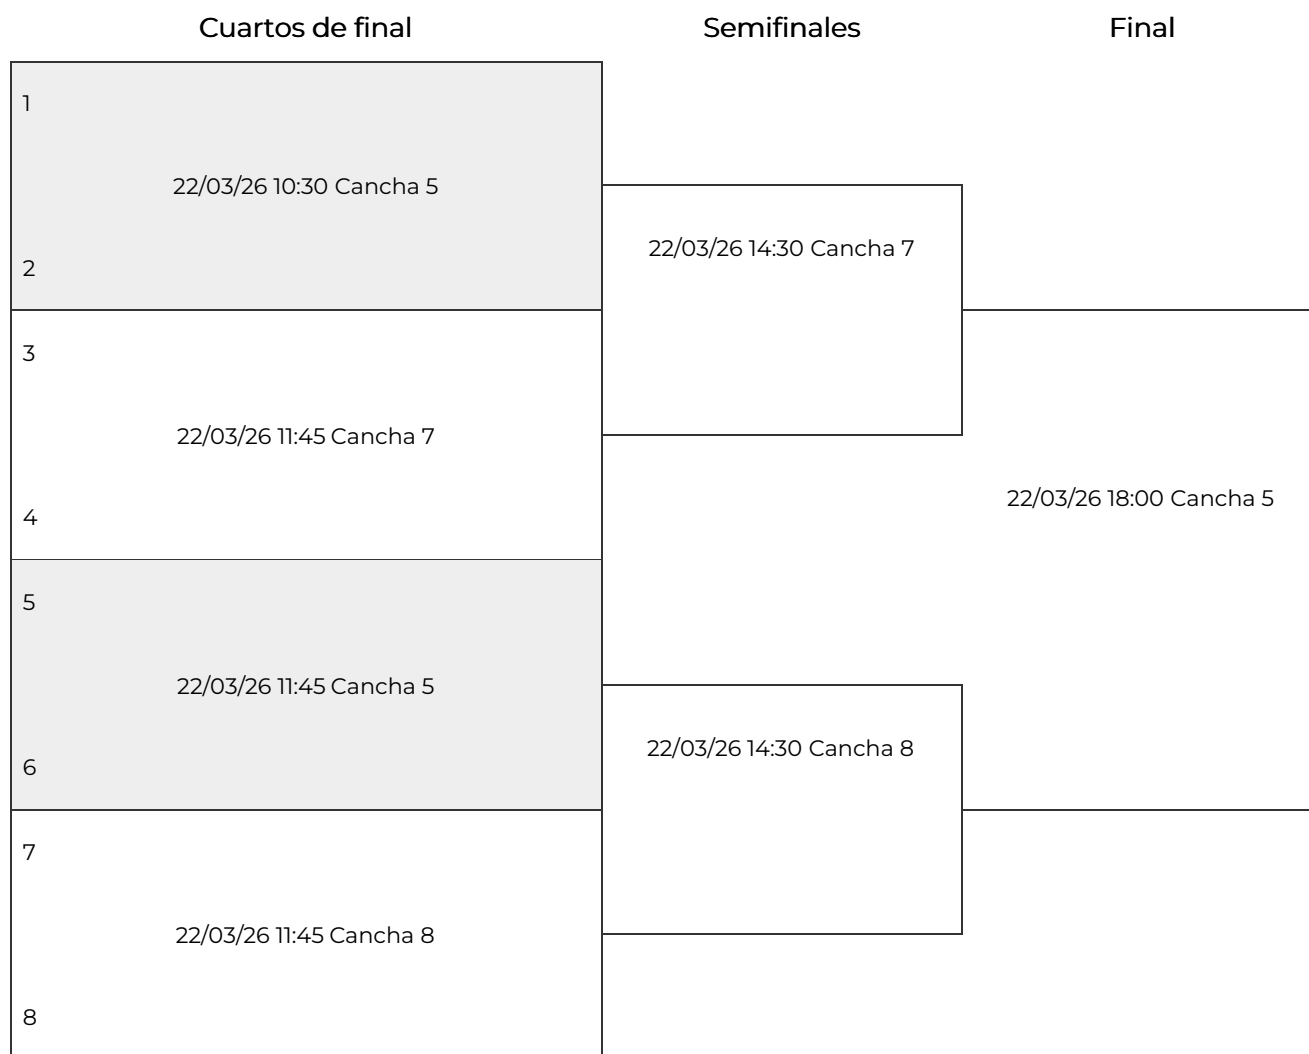 Cuartos de final
Semifinales
Final
1
22/03/26 10:30 Cancha 5
2
3
22/03/26 11:45 Cancha 7
4
5
22/03/26 11:45 Cancha 5
6
7
22/03/26 11:45 Cancha 8
8
22/03/26 14:30 Cancha 7
22/03/26 14:30 Cancha 8
22/03/26 18:00 Cancha 5